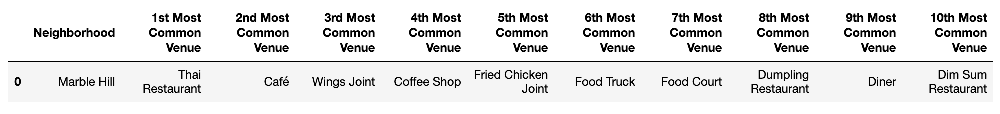 Neighborhood 1st Most Common Venue 2nd Most Common Venue 3rd Most Common Venue 4th Most Common Venue 5th Most Common Venue 6th Most Common Venue 7th Most Common Venue 8th Most Common Venue 9th Most Common Venue 10th Most Common Venue
0 Marble Hill Thai Restaurant Café Wings Joint Coffee Shop Fried Chicken Joint Food Truck Food Court Dumpling Restaurant Diner Dim Sum Restaurant